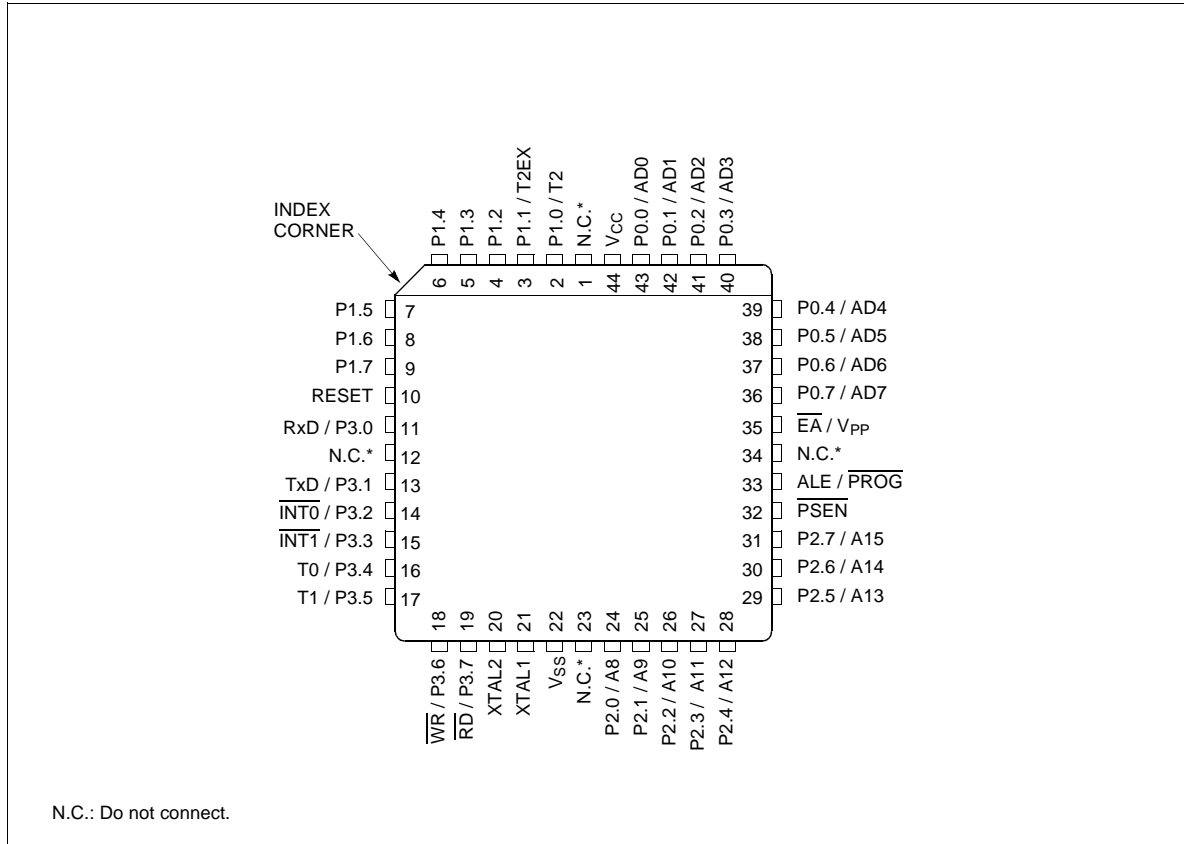 INDEX
CORNER
P1.4
P1.3
P1.2
P1.1 / T2EX
P1.0 / T2
N.C.*
VCC
P0.0 / AD0
P0.1 / AD1
P0.2 / AD2
P0.3 / AD3
6
5
4
3
2
1
44
43
42
41
40
P1.5 7
P1.6 8
P1.7 9
RESET 10
RxD / P3.0 11
N.C.* 12
TxD / P3.1 13
INT0 / P3.2 14
INT1 / P3.3 15
T0 / P3.4 16
T1 / P3.5 17
39 P0.4 / AD4
38 P0.5 / AD5
37 P0.6 / AD6
36 P0.7 / AD7
35 EA / VPP
34 N.C.*
33 ALE / PROG
32 PSEN
31 P2.7 / A15
30 P2.6 / A14
29 P2.5 / A13
18
19
20
21
22
23
24
25
26
27
28
WR / P3.6
RD / P3.7
XTAL2
XTAL1
VSS
N.C.*
P2.0 / A8
P2.1 / A9
P2.2 / A10
P2.3 / A11
P2.4 / A12
N.C.: Do not connect.